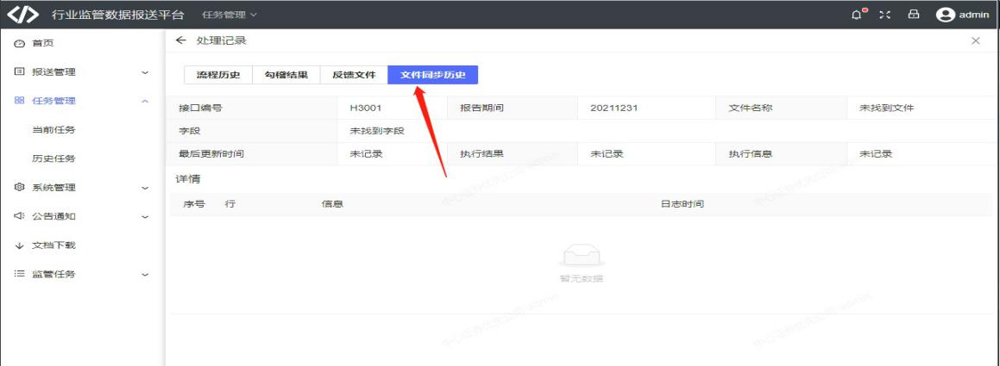 行业监管数据报送平台 任务管理 admin
首页
报送管理
任务管理
当前任务
历史任务
系统管理
公告通知
文档下载
监管任务
处理记录
流程历史 勾稽结果 反馈文件 文件同步历史
接口编号 H3001 报告期间 20211231 文件名称 未找到文件
字段 未找到字段
最后更新时间 未记录 执行结果 未记录 执行信息 未记录
详情
序号 行 信息 日志时间
暂无数据